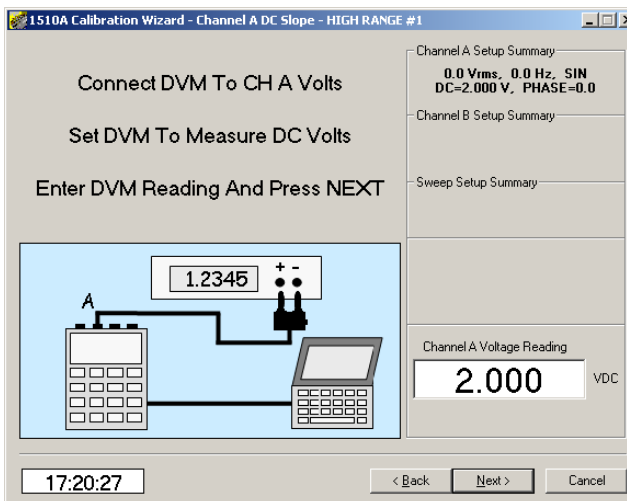 1510A Calibration Wizard - Channel A DC Slope - HIGH RANGE #1
Connect DVM To CH A Volts
Set DVM To Measure DC Volts
Enter DVM Reading And Press NEXT
Channel A Setup Summary
0.0 Vrms, 0.0 Hz, SIN
DC=2.000 V, PHASE=0.0
Channel B Setup Summary
Sweep Setup Summary
+ -
1.2345
A
Channel A Voltage Reading
2.000 VDC
17:20:27
< Back
Next >
Cancel